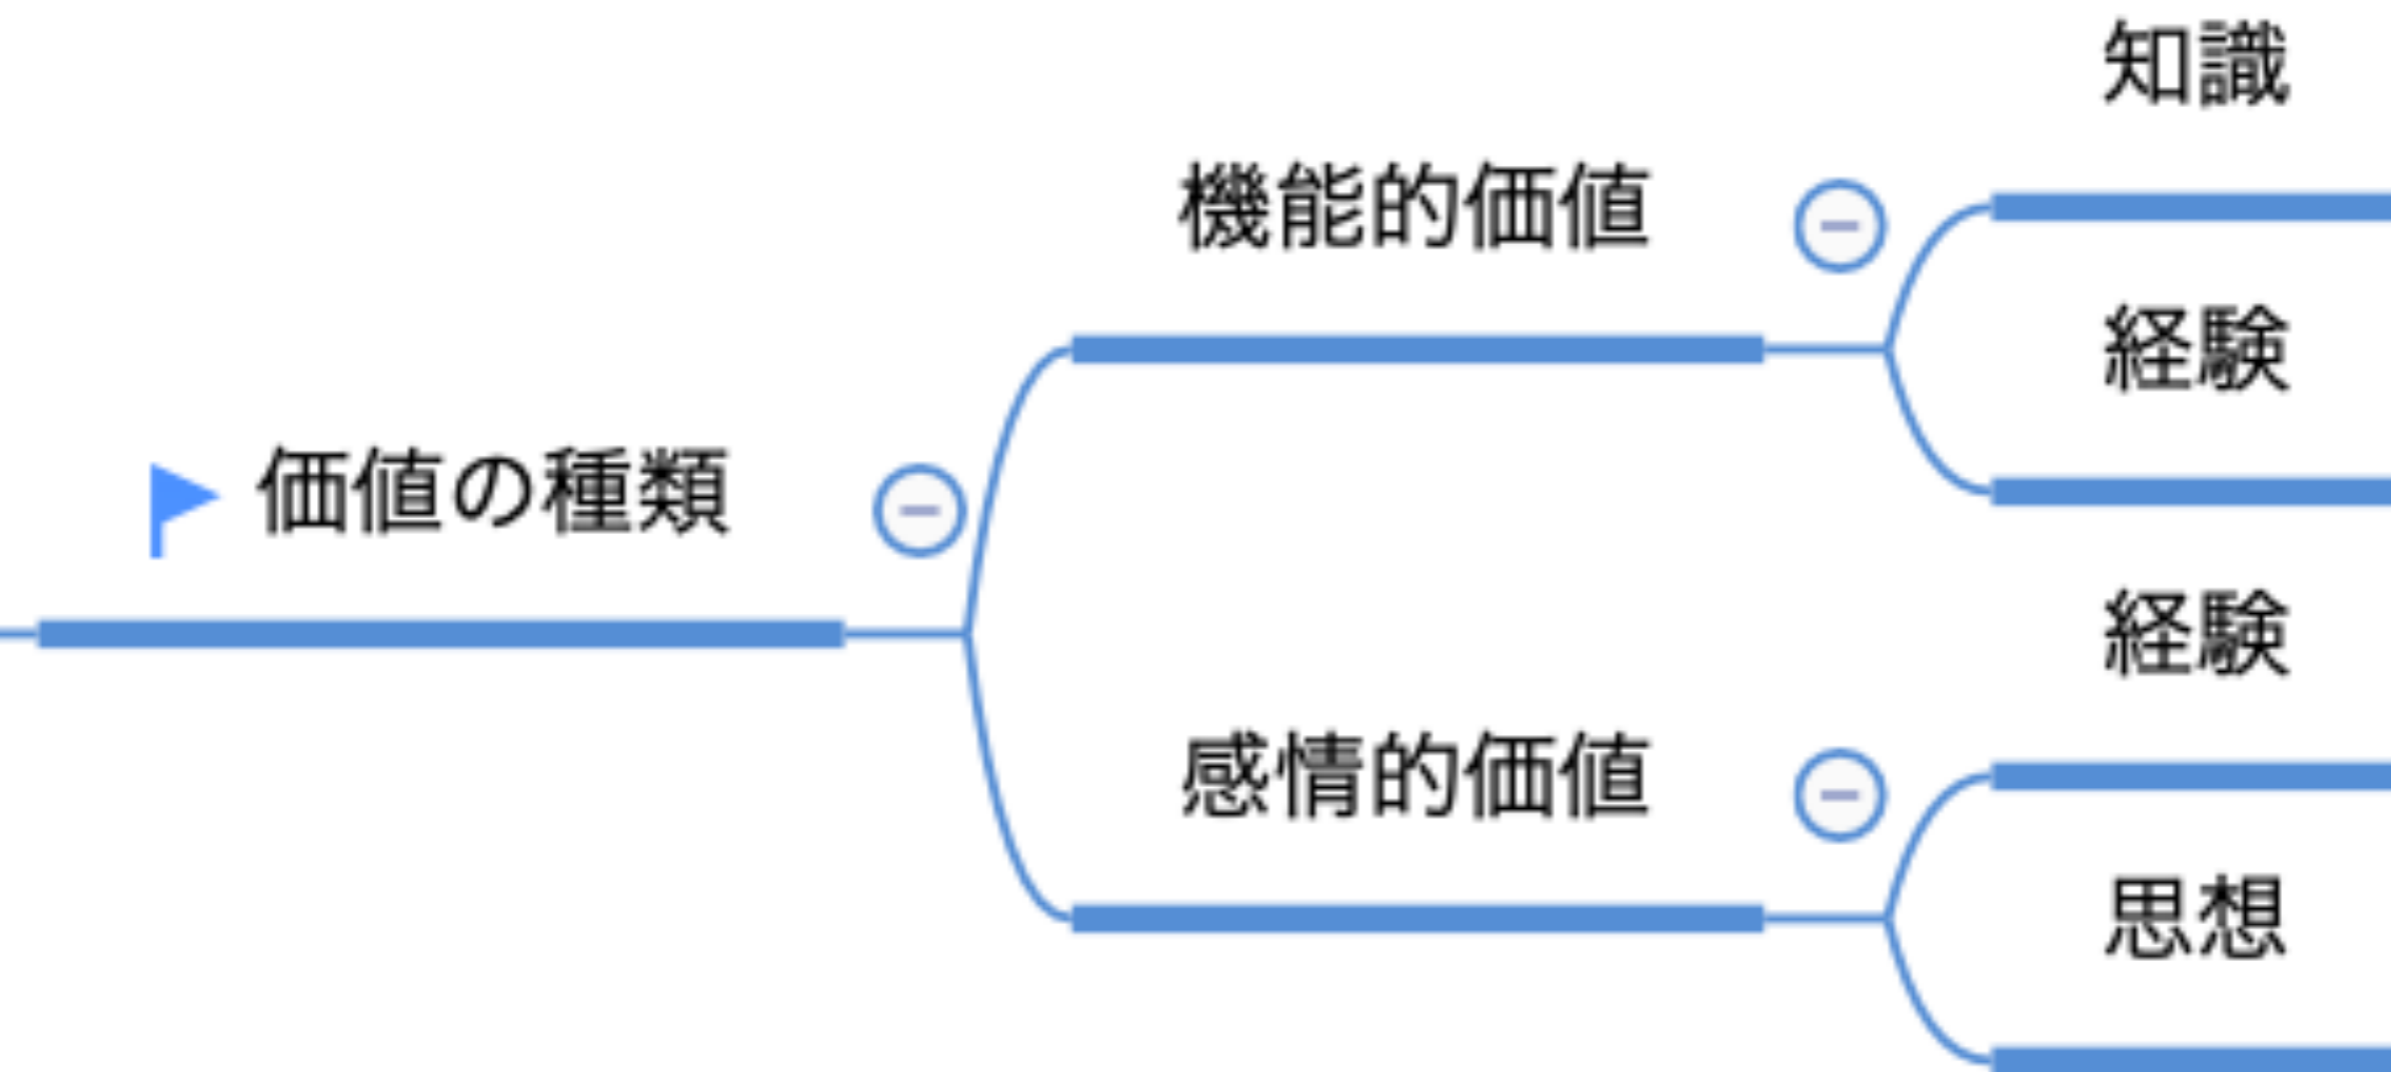 価値の種類
機能的価値
知識
経験
感情的価値
経験
思想